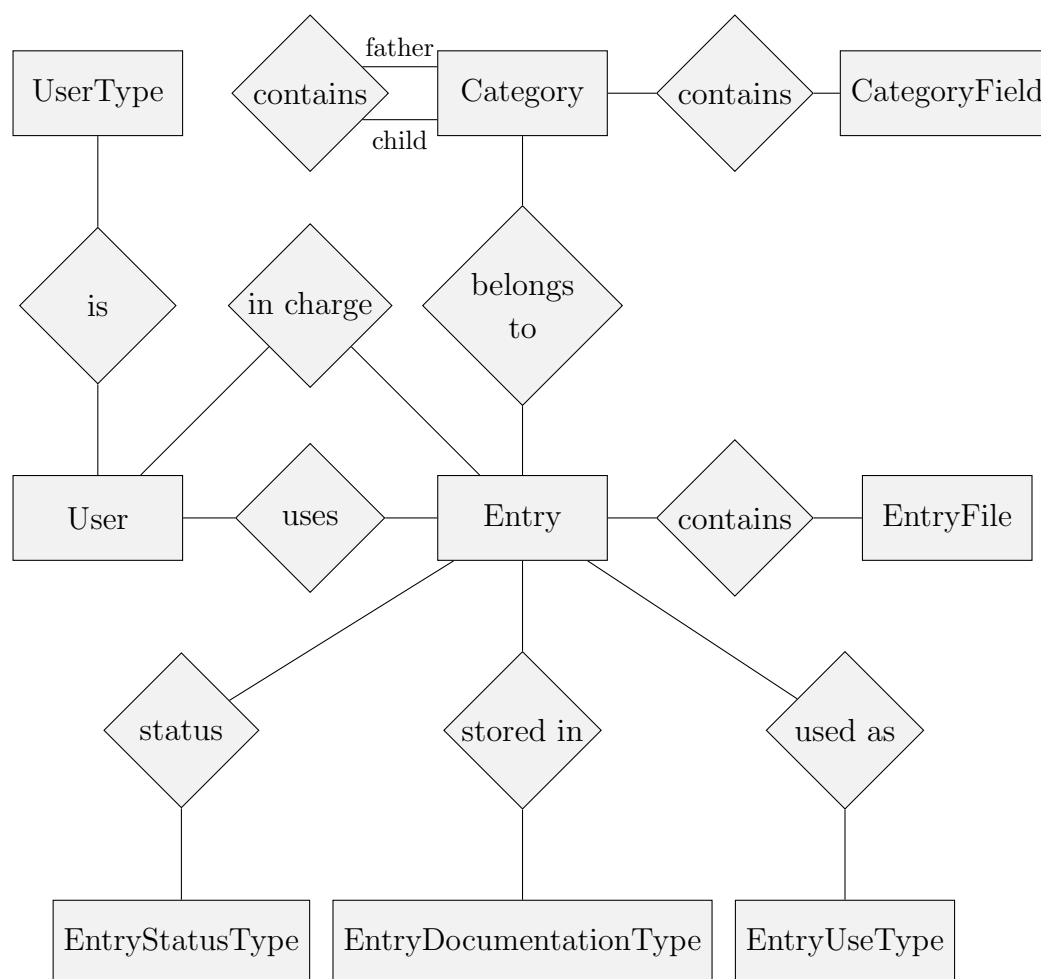 father
UserType
contains
Category
contains
CategoryField
child
is
in charge
belongs
to
User
uses
Entry
contains
EntryFile
status
stored in
used as
EntryStatusType
EntryDocumentationType
EntryUseType